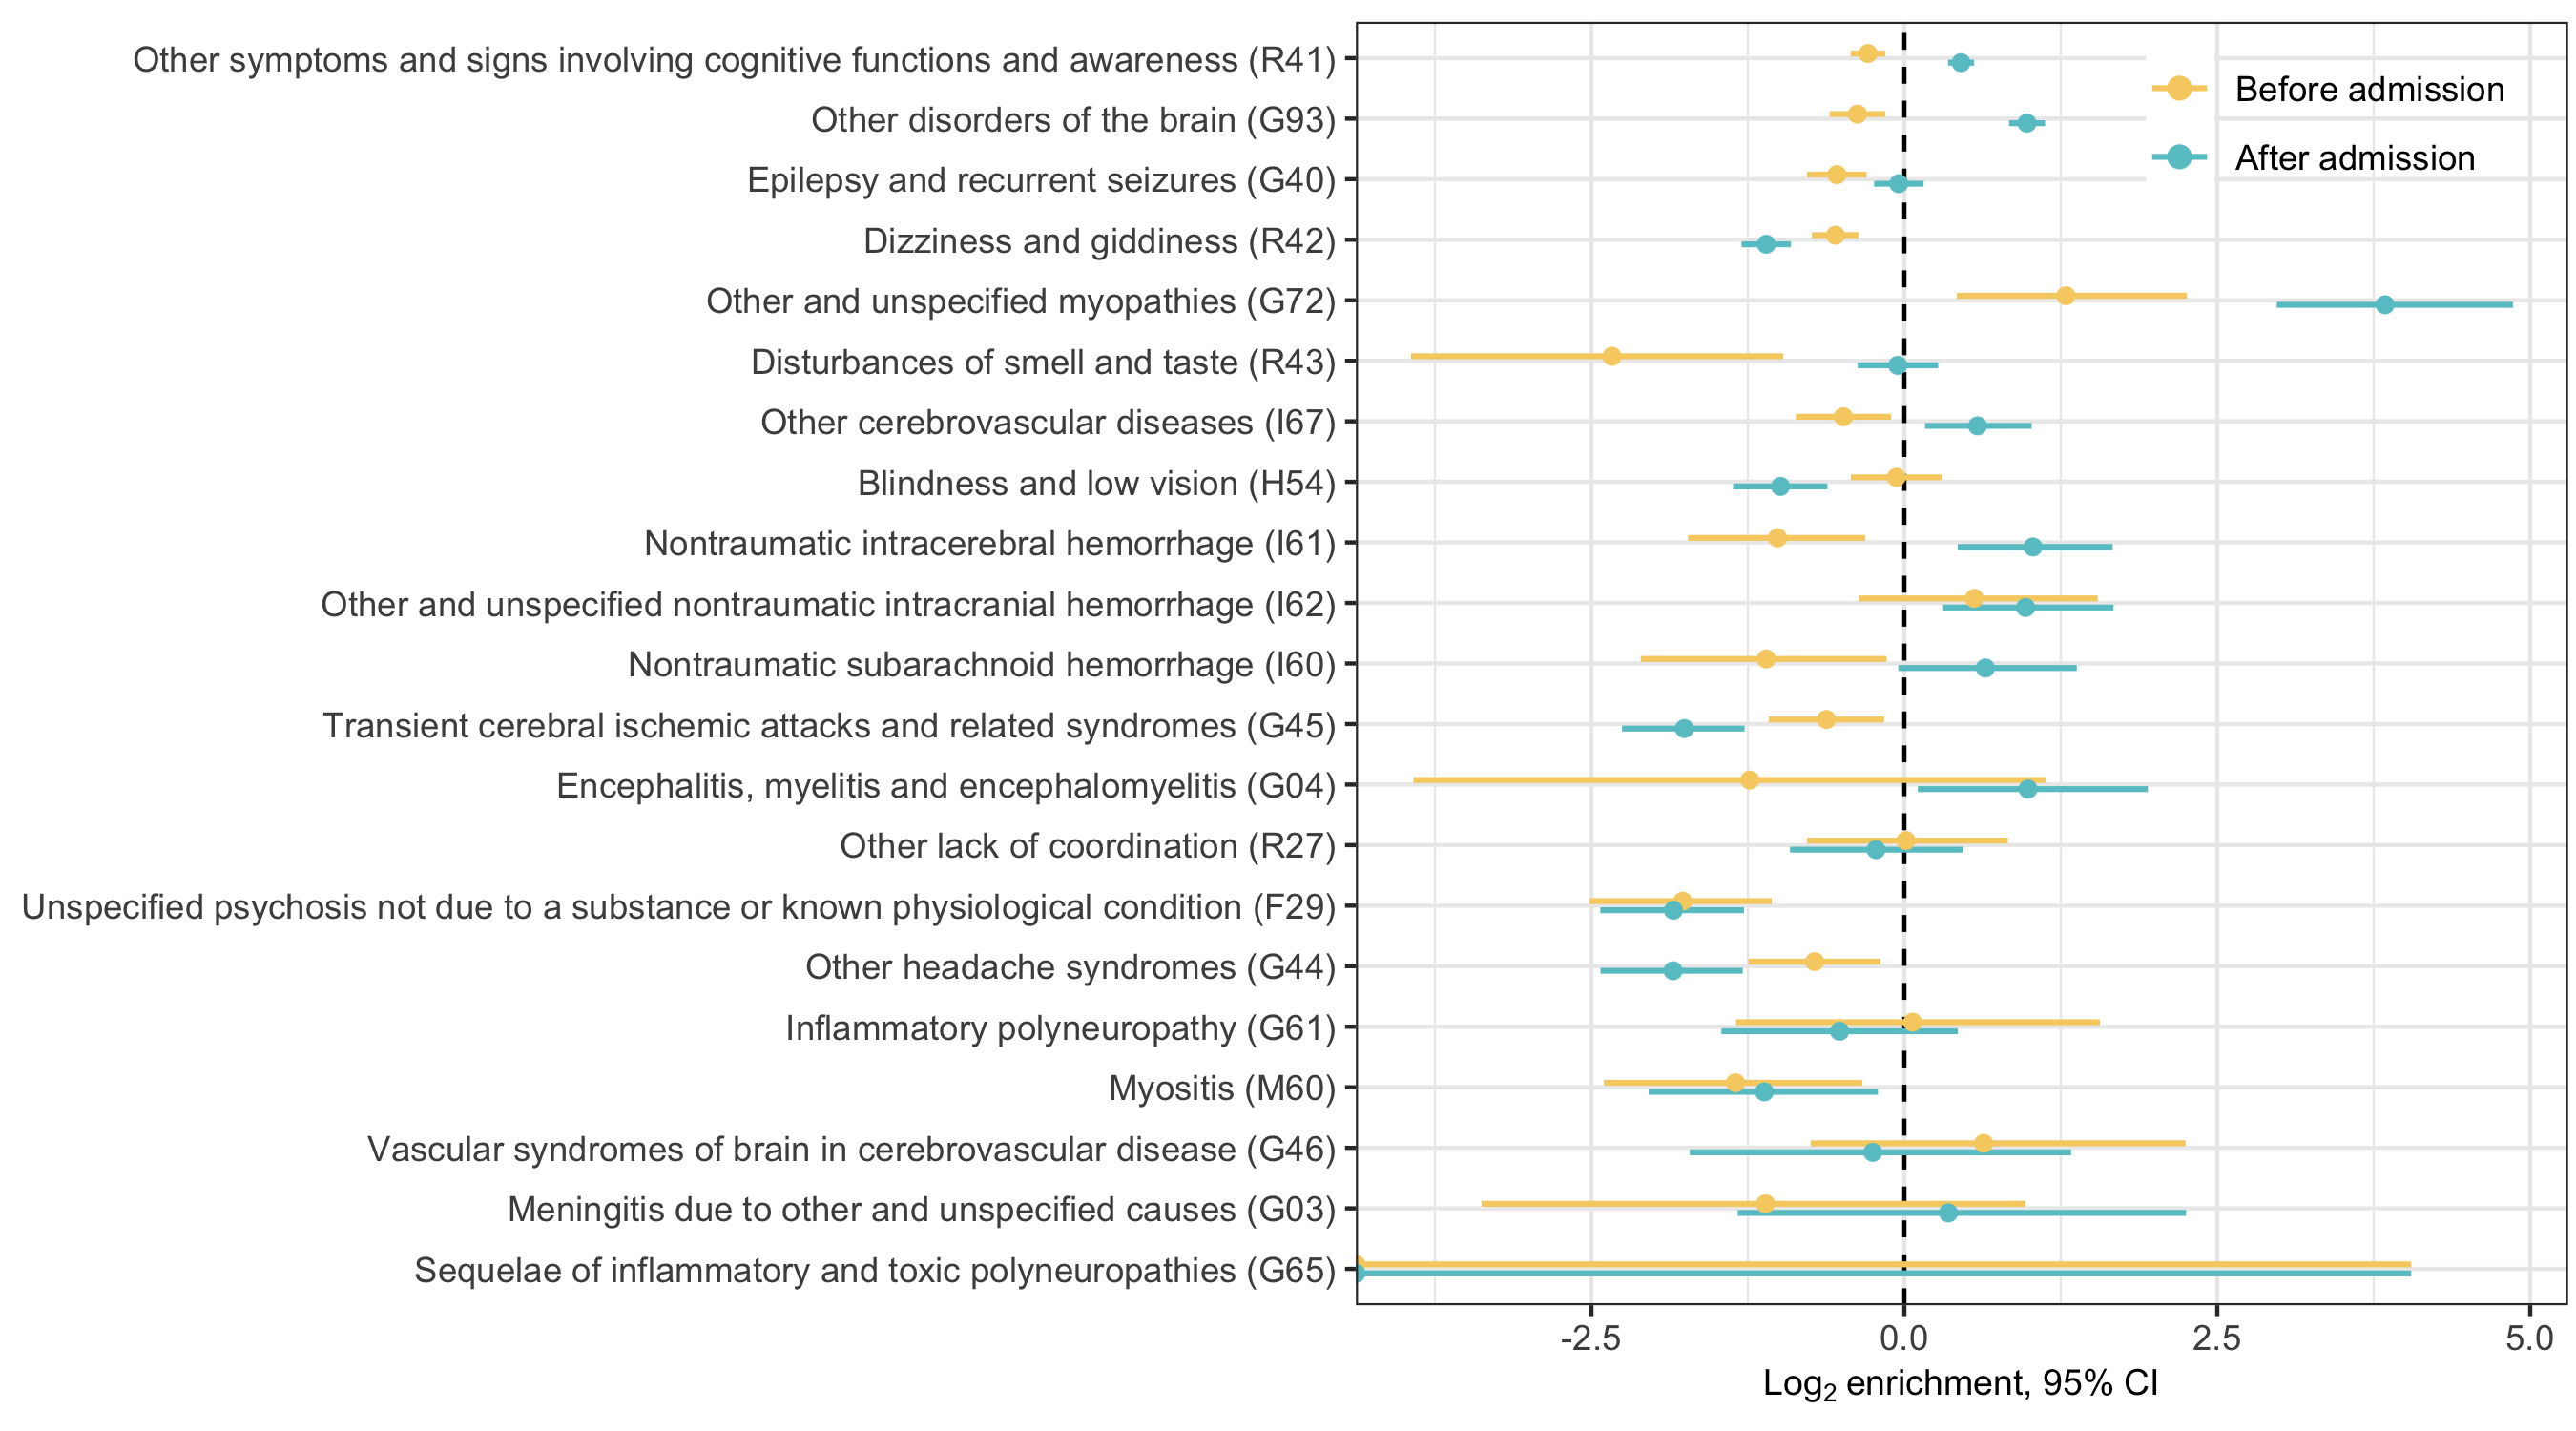 Other symptoms and signs involving cognitive functions and awareness (R41)
Other disorders of the brain (G93)
Epilepsy and recurrent seizures (G40)
Dizziness and giddiness (R42)
Other and unspecified myopathies (G72)
Disturbances of smell and taste (R43)
Other cerebrovascular diseases (I67)
Blindness and low vision (H54)
Nontraumatic intracerebral hemorrhage (I61)
Other and unspecified nontraumatic intracranial hemorrhage (I62)
Nontraumatic subarachnoid hemorrhage (I60)
Transient cerebral ischemic attacks and related syndromes (G45)
Encephalitis, myelitis and encephalomyelitis (G04)
Other lack of coordination (R27)
Unspecified psychosis not due to a substance or known physiological condition (F29)
Other headache syndromes (G44)
Inflammatory polyneuropathy (G61)
Myositis (M60)
Vascular syndromes of brain in cerebrovascular disease (G46)
Meningitis due to other and unspecified causes (G03)
Sequelae of inflammatory and toxic polyneuropathies (G65)
Before admission
After admission
-2.5 0.0 2.5 5.0
Log₂ enrichment, 95% CI